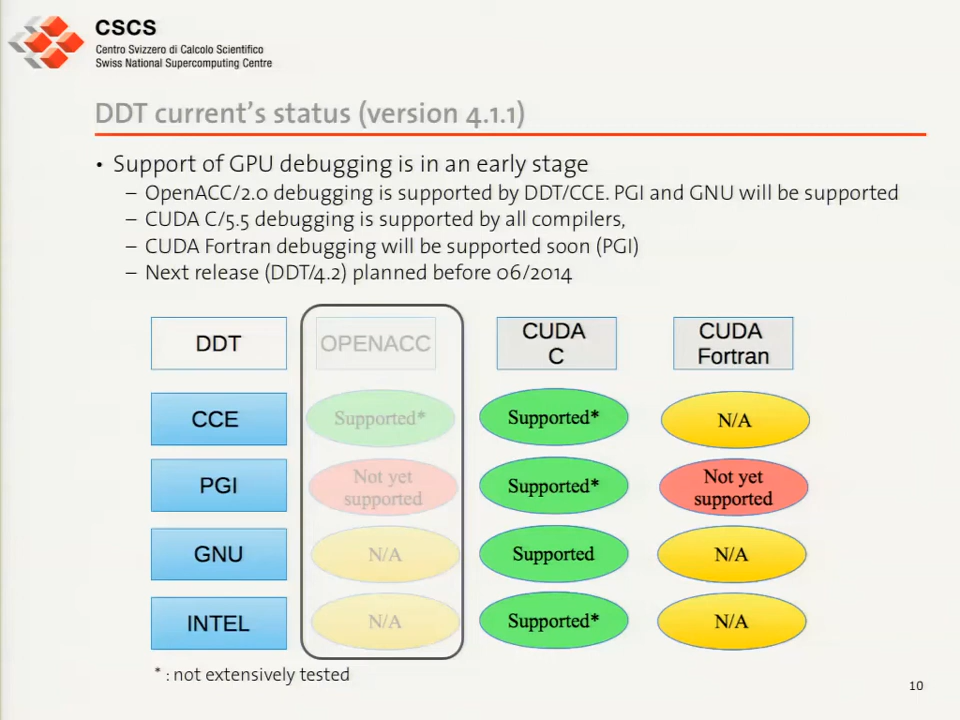 CSCS
Centro Svizzero di Calcolo Scientifico
Swiss National Supercomputing Centre
DDT current's status (version 4.1.1)
• Support of GPU debugging is in an early stage
– OpenACC/2.0 debugging is supported by DDT/CCE. PGI and GNU will be supported
– CUDA C/5.5 debugging is supported by all compilers,
– CUDA Fortran debugging will be supported soon (PGI)
– Next release (DDT/4.2) planned before 06/2014
DDT OPENACC CUDA C CUDA Fortran
CCE Supported* Supported* N/A
PGI Not yet supported Supported* Not yet supported
GNU N/A Supported N/A
INTEL N/A Supported* N/A
* : not extensively tested
10